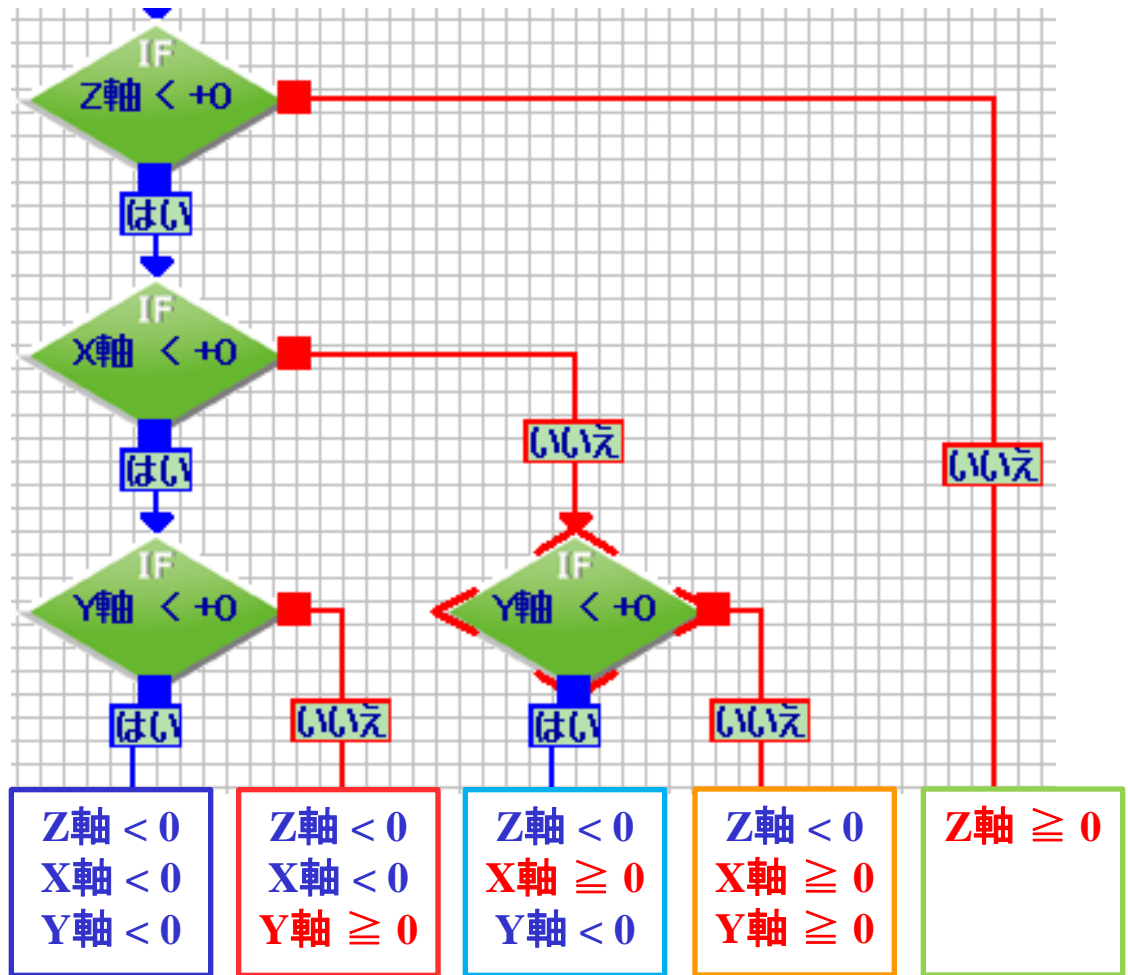 IF
Z軸 < +0
はい
IF
X軸 < +0
いいえ
いいえ
はい
IF
Y軸 < +0
IF
Y軸 < +0
はい
いいえ
はい
いいえ
Z軸 < 0
X軸 < 0
Y軸 < 0
Z軸 < 0
X軸 < 0
Y軸 ≧ 0
Z軸 < 0
X軸 ≧ 0
Y軸 < 0
Z軸 < 0
X軸 ≧ 0
Y軸 ≧ 0
Z軸 ≧ 0